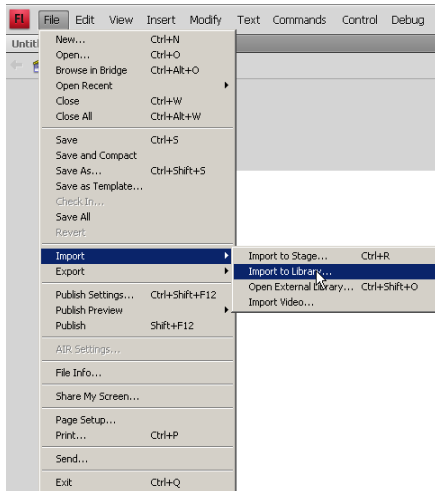 Fl File Edit View Insert Modify Text Commands Control Debug
Untitl
New... Ctrl+N
Open... Ctrl+O
Browse in Bridge Ctrl+Alt+O
Open Recent
Close Ctrl+W
Close All Ctrl+Alt+W
Save Ctrl+S
Save and Compact
Save As... Ctrl+Shift+S
Save as Template...
Check In...
Save All
Revert
Import
Import to Stage... Ctrl+R
Export
Import to Library...
Open External Library... Ctrl+Shift+O
Import Video...
Publish Settings... Ctrl+Shift+F12
Publish Preview
Publish Shift+F12
AIR Settings...
File Info...
Share My Screen...
Page Setup...
Print... Ctrl+P
Send...
Exit Ctrl+Q